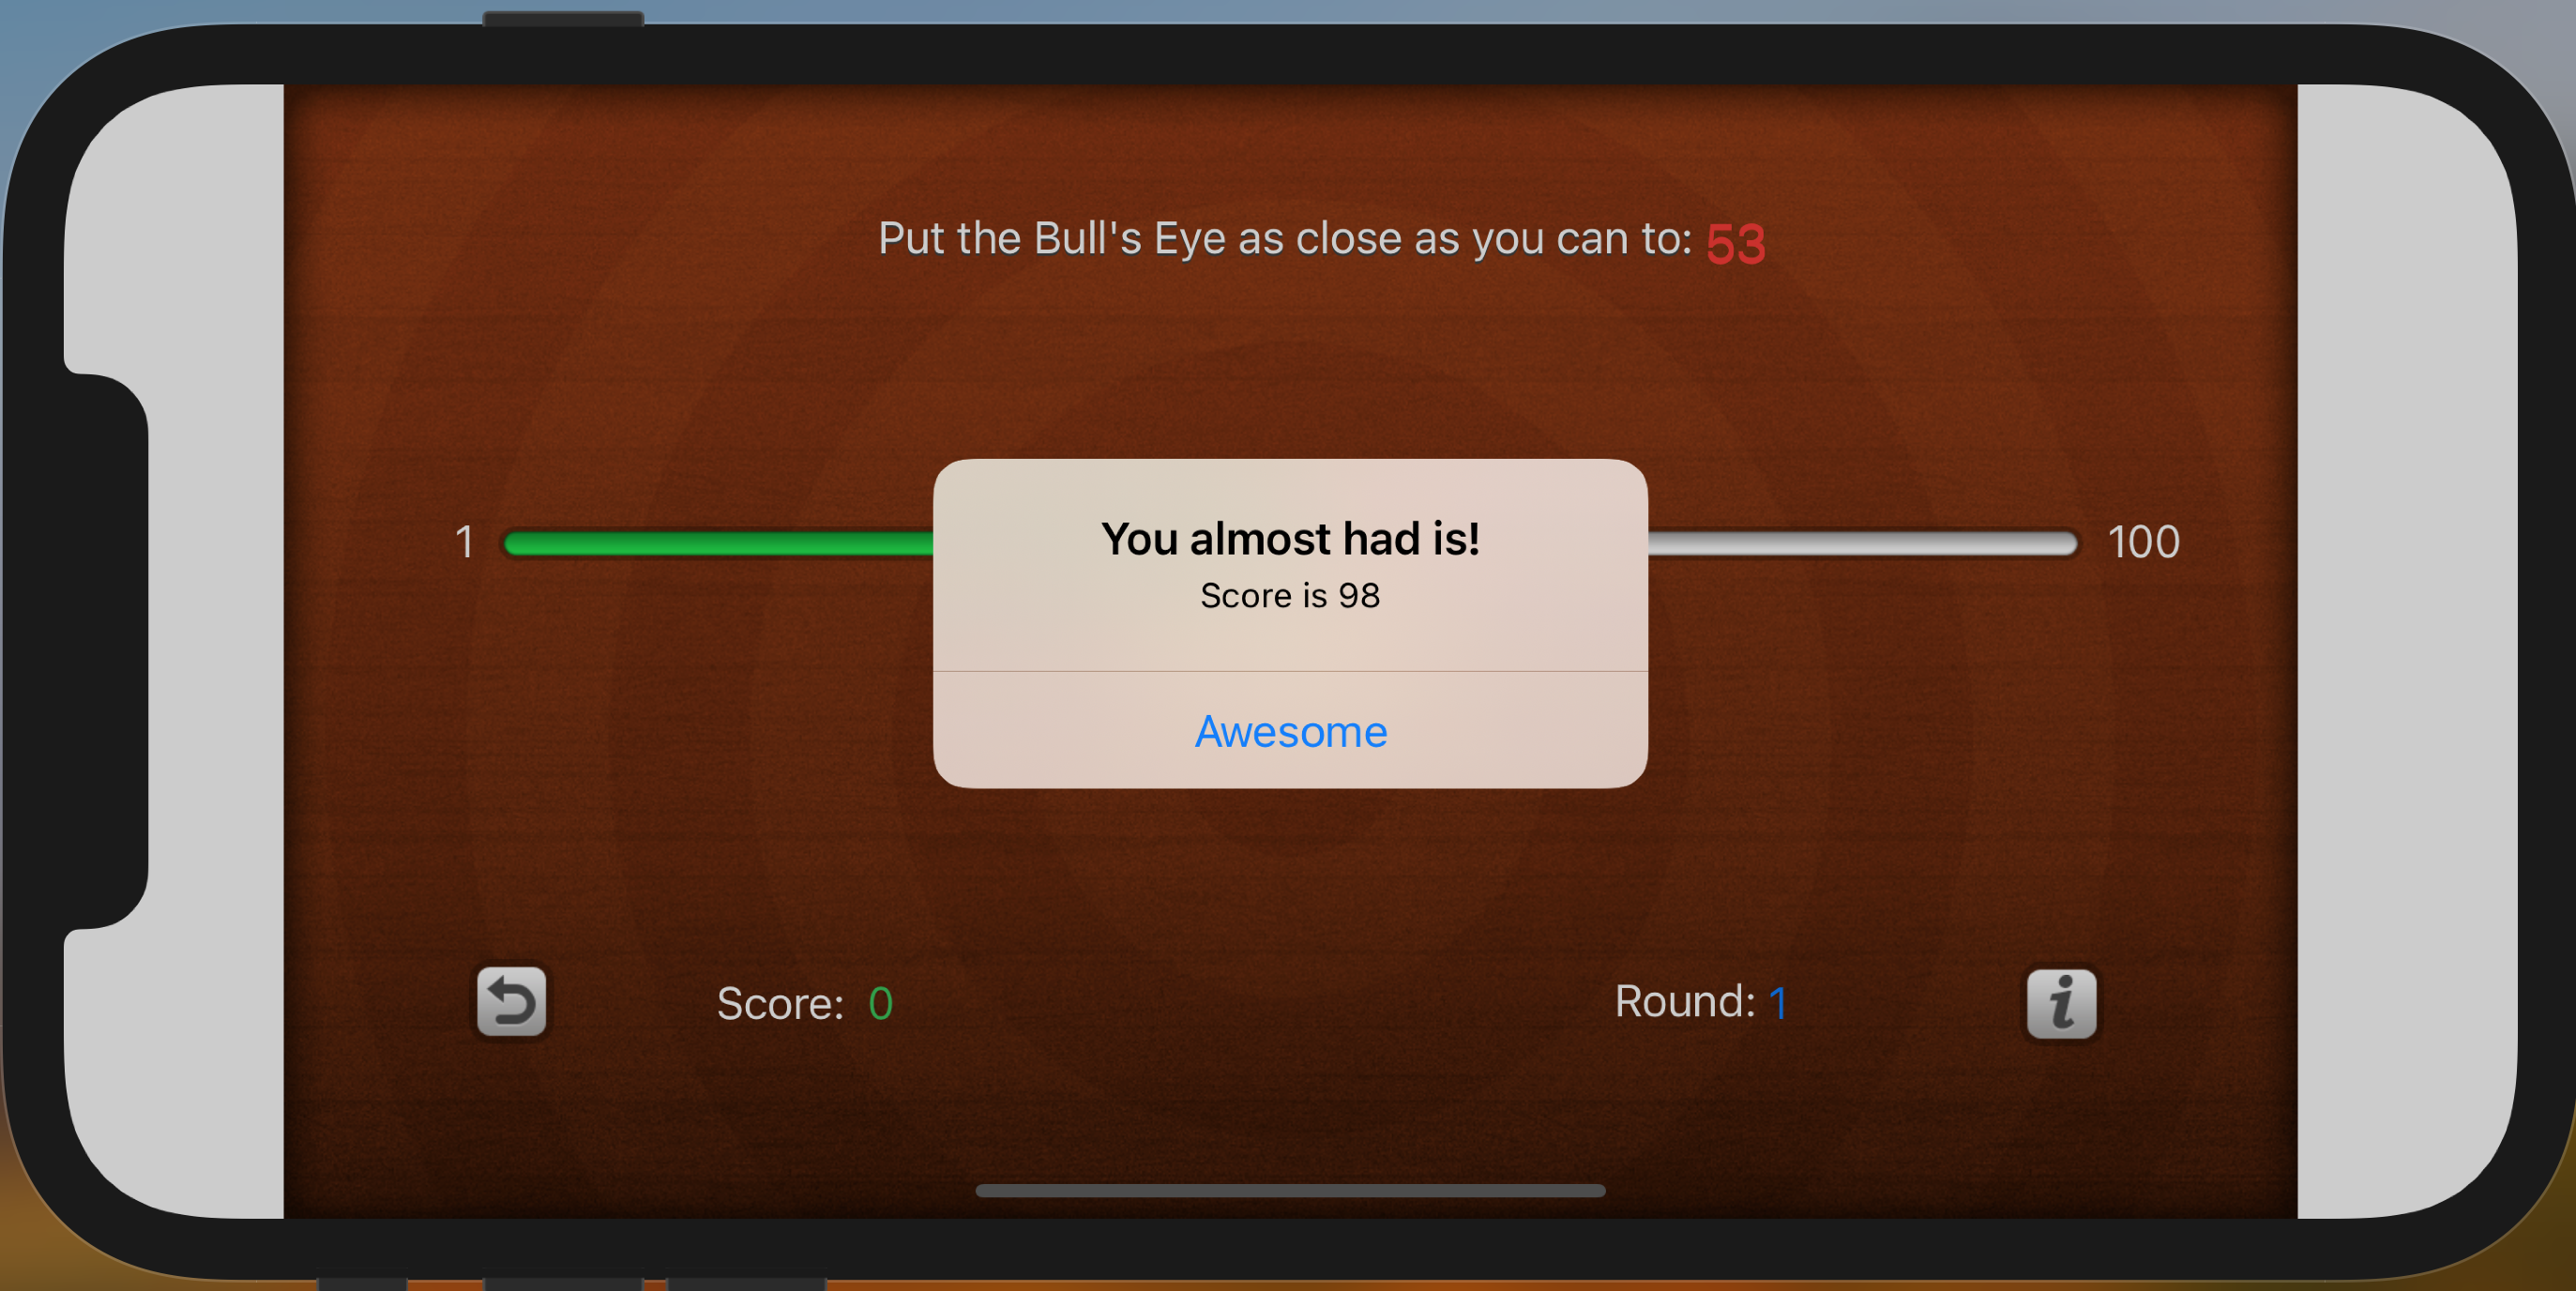 Put the Bull's Eye as close as you can to: 53
1
100
You almost had is!
Score is 98
Awesome
Score: 0
Round: 1
i